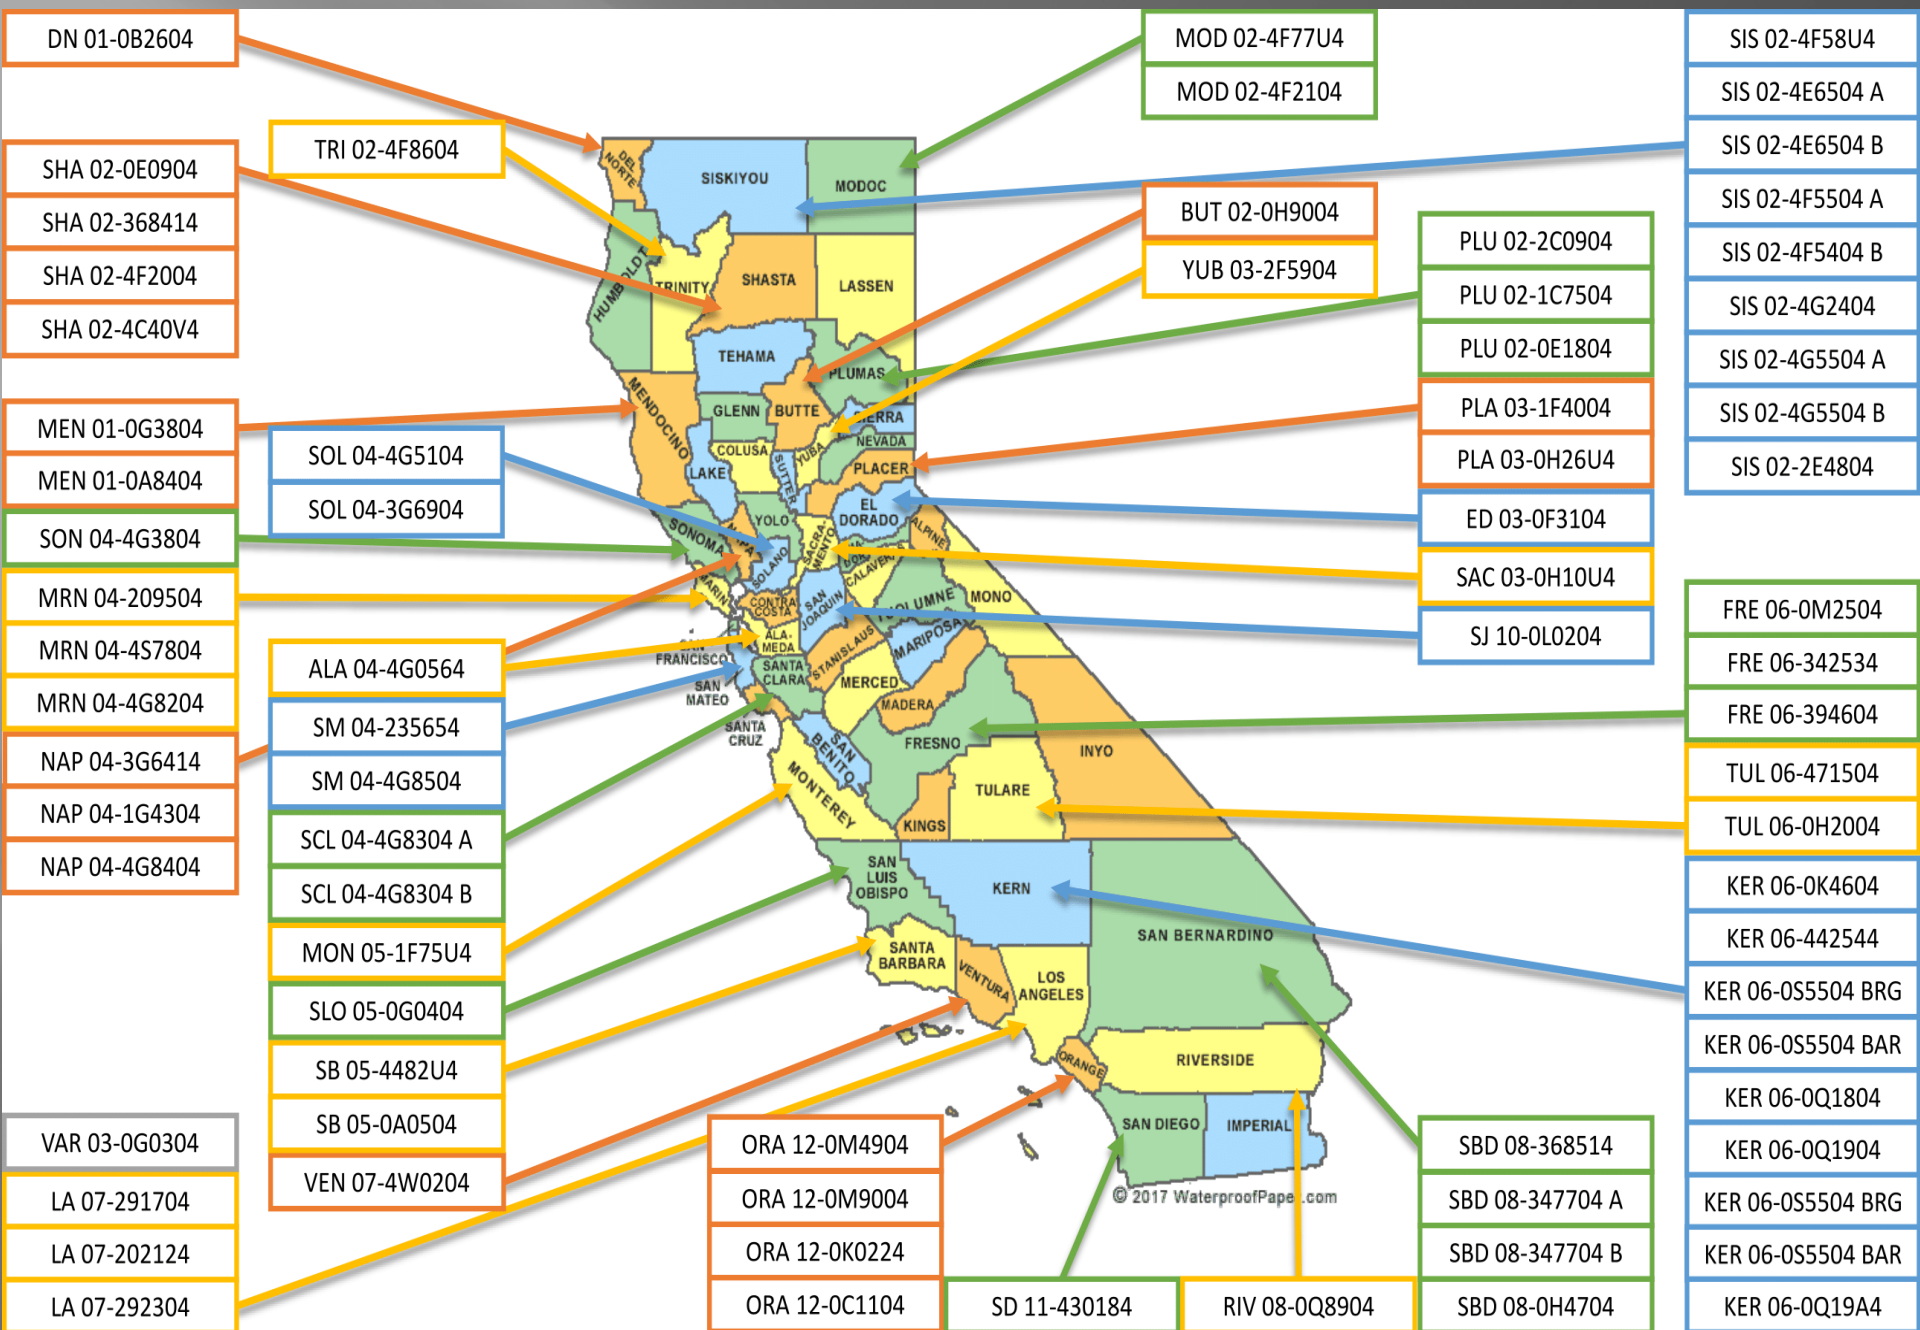 DN 01-0B2604
SHA 02-0E0904
SHA 02-368414
SHA 02-4F2004
SHA 02-4C40V4
MEN 01-0G3804
MEN 01-0A8404
SON 04-4G3804
MRN 04-209504
MRN 04-4S7804
MRN 04-4G8204
NAP 04-3G6414
NAP 04-1G4304
NAP 04-4G8404
VAR 03-0G0304
LA 07-291704
LA 07-202124
LA 07-292304
TRI 02-4F8604
SOL 04-4G5104
SOL 04-3G6904
ALA 04-4G0564
SM 04-235654
SM 04-4G8504
SCL 04-4G8304 A
SCL 04-4G8304 B
MON 05-1F75U4
SLO 05-0G0404
SB 05-4482U4
SB 05-0A0504
VEN 07-4W0204
DEL
NORTE
SISKIYOU
MODOC
HUMBOLDT
TRINITY
SHASTA
LASSEN
TEHAMA
PLUMAS
MENDOCINO
GLENN
BUTTE
SIERRA
NEVADA
COLUSA
LAKE
SUTTER
YUBA
PLACER
EL
DORADO
SONOMA
NAPA
YOLO
SACRA-
MENTO
ALPINE
SOLANO
CALAVERAS
MARIN
CONTRA
COSTA
SAN
JOAQUIN
TUOLUMNE
MONO
ALA-
MEDA
SAN
FRANCISCO
STANISLAUS
MARIPOSA
SANTA
CLARA
SAN
MATEO
MERCED
MADERA
SANTA
CRUZ
SAN
BENITO
FRESNO
INYO
MONTEREY
TULARE
KINGS
SAN
LUIS
OBISPO
KERN
SAN BERNARDINO
SANTA
BARBARA
VENTURA
LOS
ANGELES
ORANGE
RIVERSIDE
SAN DIEGO
IMPERIAL
© 2017 WaterproofPaper.com
ORA 12-0M4904
ORA 12-0M9004
ORA 12-0K0224
ORA 12-0C1104
SD 11-430184
RIV 08-0Q8904
MOD 02-4F77U4
MOD 02-4F2104
BUT 02-0H9004
YUB 03-2F5904
PLU 02-2C0904
PLU 02-1C7504
PLU 02-0E1804
PLA 03-1F4004
PLA 03-0H26U4
ED 03-0F3104
SAC 03-0H10U4
SJ 10-0L0204
SBD 08-368514
SBD 08-347704 A
SBD 08-347704 B
SBD 08-0H4704
SIS 02-4F58U4
SIS 02-4E6504 A
SIS 02-4E6504 B
SIS 02-4F5504 A
SIS 02-4F5404 B
SIS 02-4G2404
SIS 02-4G5504 A
SIS 02-4G5504 B
SIS 02-2E4804
FRE 06-0M2504
FRE 06-342534
FRE 06-394604
TUL 06-471504
TUL 06-0H2004
KER 06-0K4604
KER 06-442544
KER 06-0S5504 BRG
KER 06-0S5504 BAR
KER 06-0Q1804
KER 06-0Q1904
KER 06-0S5504 BRG
KER 06-0S5504 BAR
KER 06-0Q19A4